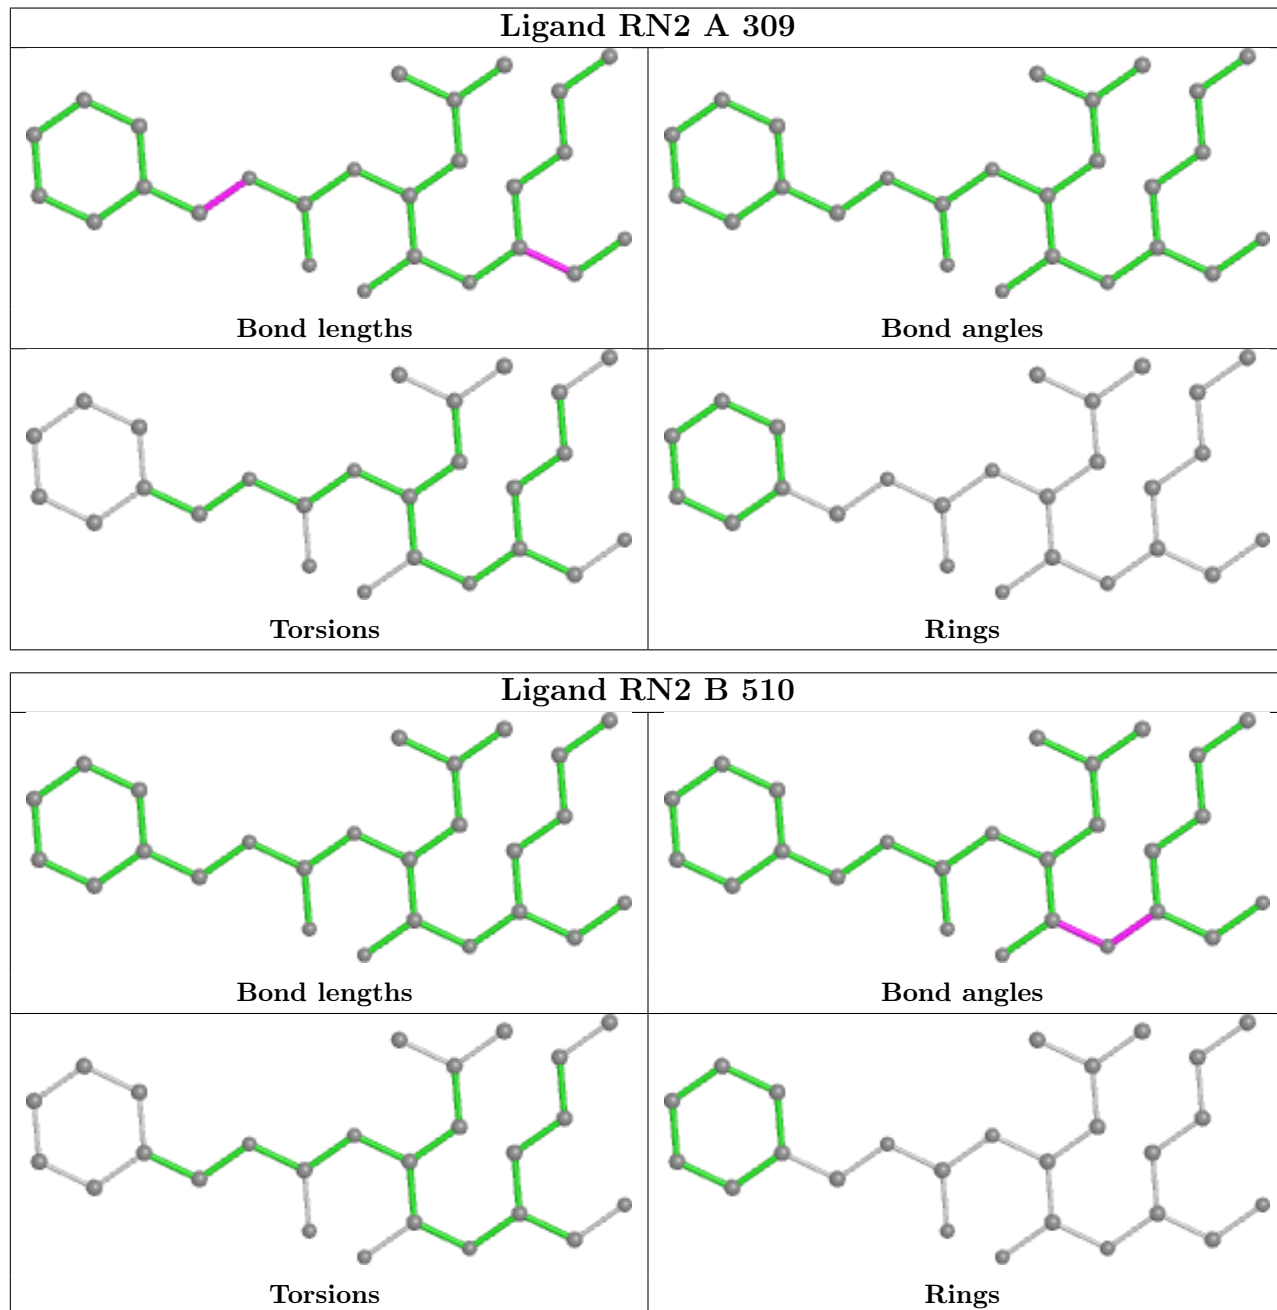 Ligand RN2 A 309
Bond lengths
Bond angles
Torsions
Rings
Ligand RN2 B 510
Bond lengths
Bond angles
Torsions
Rings